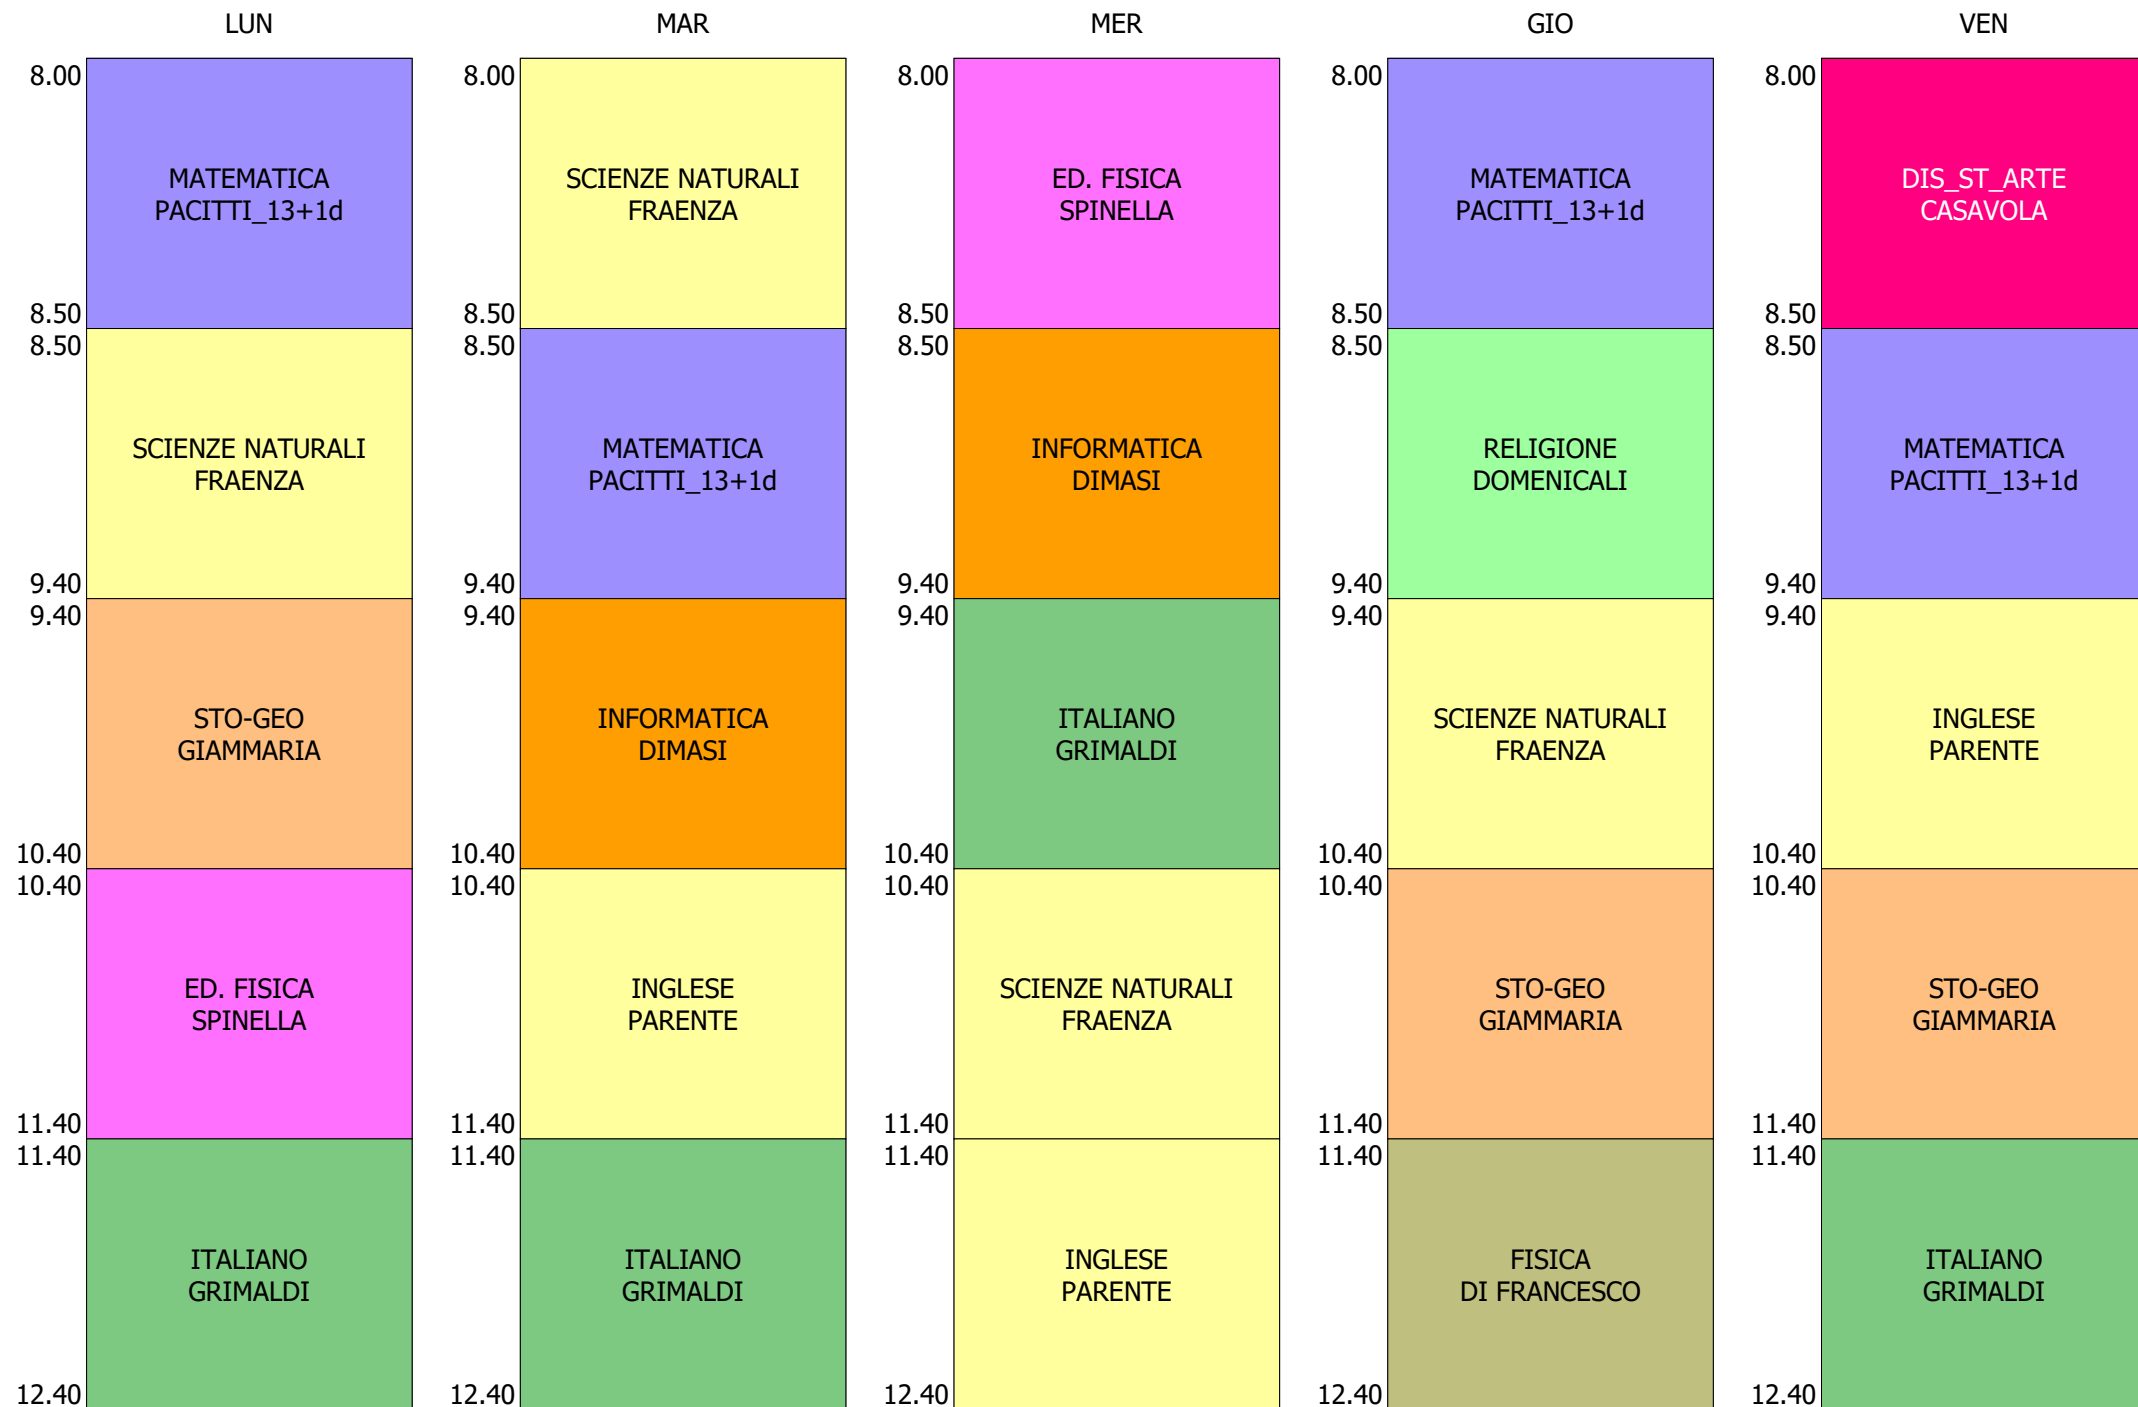 LUN MAR MER GIO VEN
8.00 8.00 8.00 8.00 8.00
MATEMATICA SCIENZE NATURALI ED. FISICA MATEMATICA DIS_ST_ARTE
PACITTI_13+1d FRAENZA SPINELLA PACITTI_13+1d CASAVOLA
8.50 8.50 8.50 8.50 8.50
8.50 8.50 8.50 8.50 8.50
SCIENZE NATURALI MATEMATICA INFORMATICA RELIGIONE MATEMATICA
FRAENZA PACITTI_13+1d DIMASI DOMENICALI PACITTI_13+1d
9.40 9.40 9.40 9.40 9.40
9.40 9.40 9.40 9.40 9.40
STO-GEO INFORMATICA ITALIANO SCIENZE NATURALI INGLESE
GIAMMARIA DIMASI GRIMALDI FRAENZA PARENTE
10.40 10.40 10.40 10.40 10.40
10.40 10.40 10.40 10.40 10.40
ED. FISICA INGLESE SCIENZE NATURALI STO-GEO STO-GEO
SPINELLA PARENTE FRAENZA GIAMMARIA GIAMMARIA
11.40 11.40 11.40 11.40 11.40
11.40 11.40 11.40 11.40 11.40
ITALIANO ITALIANO INGLESE FISICA ITALIANO
GRIMALDI GRIMALDI PARENTE DI FRANCESCO GRIMALDI
12.40 12.40 12.40 12.40 12.40